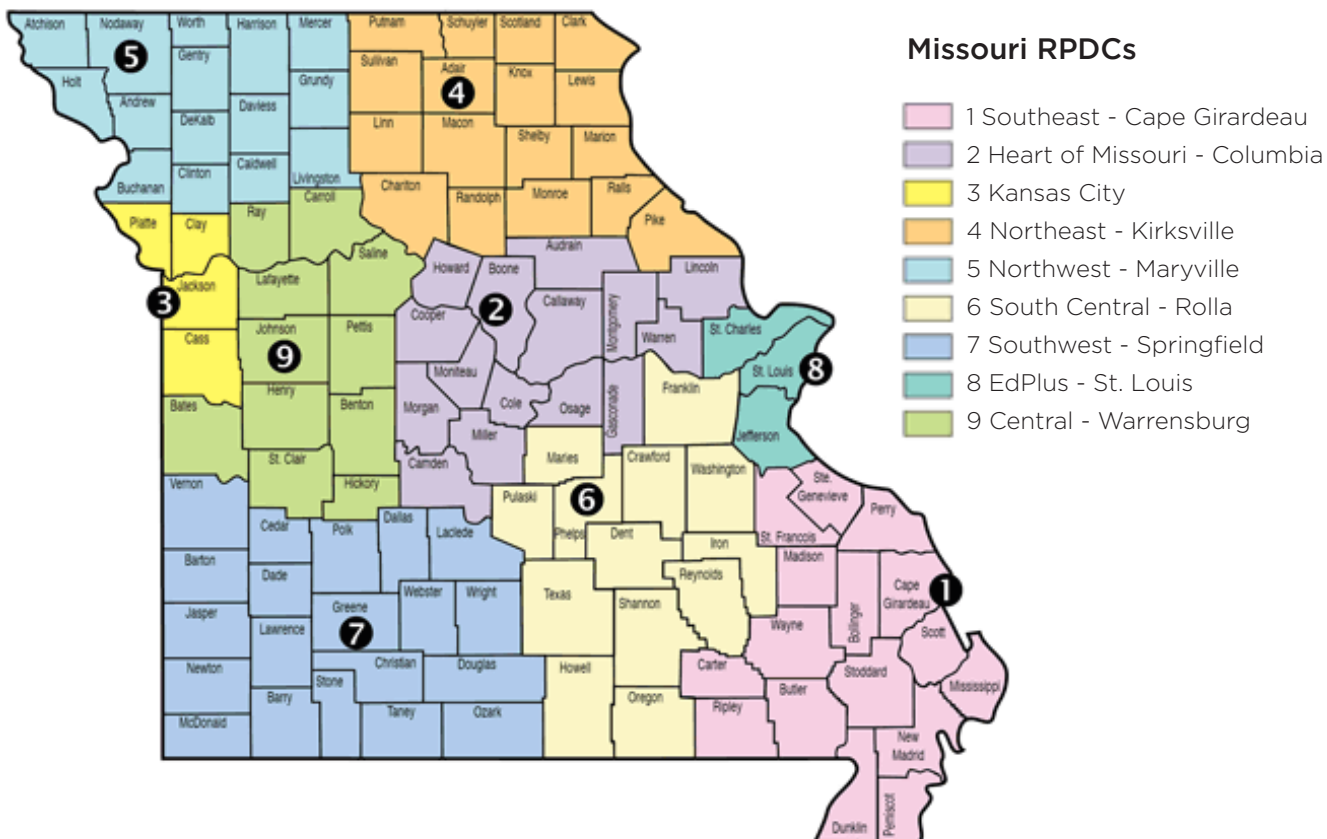 Missouri RPDCs
1 Southeast - Cape Girardeau
2 Heart of Missouri - Columbia
3 Kansas City
4 Northeast - Kirksville
5 Northwest - Maryville
6 South Central - Rolla
7 Southwest - Springfield
8 EdPlus - St. Louis
9 Central - Warrensburg
Atchison
Nodaway
Worth
Harrison
Mercer
Putnam
Schuyler
Scotland
Clark
5
Gentry
Sullivan
Adair
Knox
Holt
Grundy
Lewis
4
Andrew
Daviess
DeKalb
Linn
Macon
Shelby
Marion
Caldwell
Clinton
Livingston
Buchanan
Chariton
Randolph
Monroe
Ralls
Carroll
Ray
Pike
Platte
Clay
Audrain
Saline
Howard
Boone
Lincoln
Lafayette
Jackson
3
2
Callaway
Cooper
Montgomery
Johnson
Pettis
St. Charles
Warren
Cass
9
Moniteau
St. Louis
8
Henry
Franklin
Bates
Benton
Morgan
Cole
Osage
Gasconade
Miller
Jefferson
St. Clair
Camden
Maries
Crawford
Washington
Hickory
Vernon
Ste.
Genevieve
Pulaski
6
Perry
Cedar
Polk
Dallas
Laclede
Phelps
Dent
Iron
St. Francois
Barton
Madison
Dade
Reynolds
Cape
Girardeau
1
Webster
Wright
Texas
Shannon
Jasper
Greene
Lawrence
7
Wayne
Bollinger
Scott
Newton
Christian
Douglas
Howell
Carter
Stoddard
Stone
Mississippi
Barry
Oregon
Butler
McDonald
Taney
Ozark
Ripley
New
Madrid
Dunklin
Pemiscot